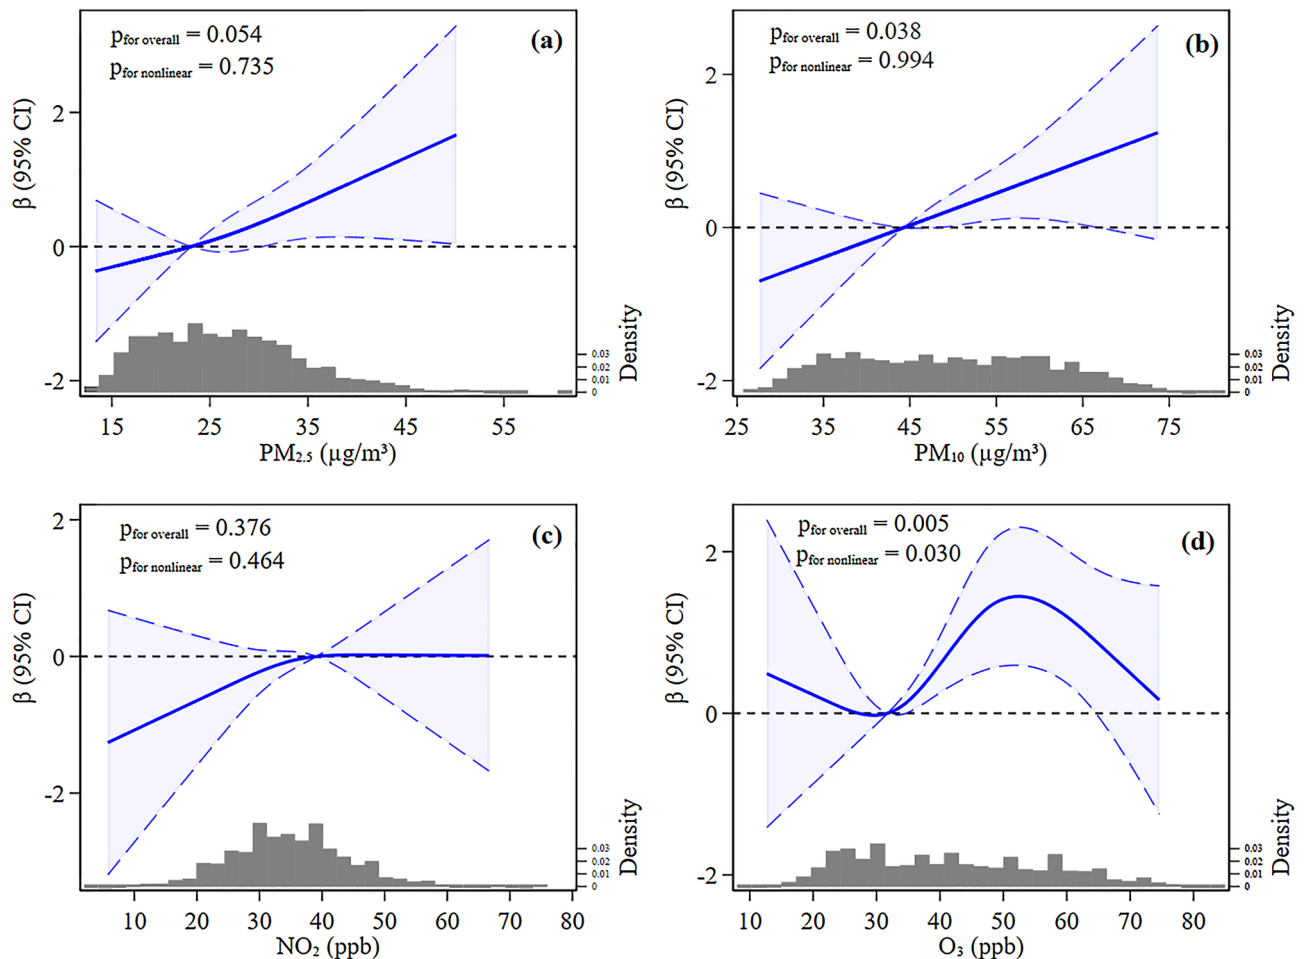 p for overall = 0.054
p for nonlinear = 0.735
(a)
β (95% CI)
2
0
-2
Density
0.03
0.02
0.01
0
15 25 35 45 55
PM₂.₅ (µg/m³)
p for overall = 0.038
p for nonlinear = 0.994
(b)
β (95% CI)
2
0
-2
Density
0.03
0.02
0.01
0
25 35 45 55 65 75
PM₁₀ (µg/m³)
p for overall = 0.376
p for nonlinear = 0.464
(c)
β (95% CI)
2
0
-2
Density
0.03
0.02
0.01
0
10 20 30 40 50 60 70 80
NO₂ (ppb)
p for overall = 0.005
p for nonlinear = 0.030
(d)
β (95% CI)
2
0
-2
Density
0.03
0.02
0.01
0
10 20 30 40 50 60 70 80
O₃ (ppb)